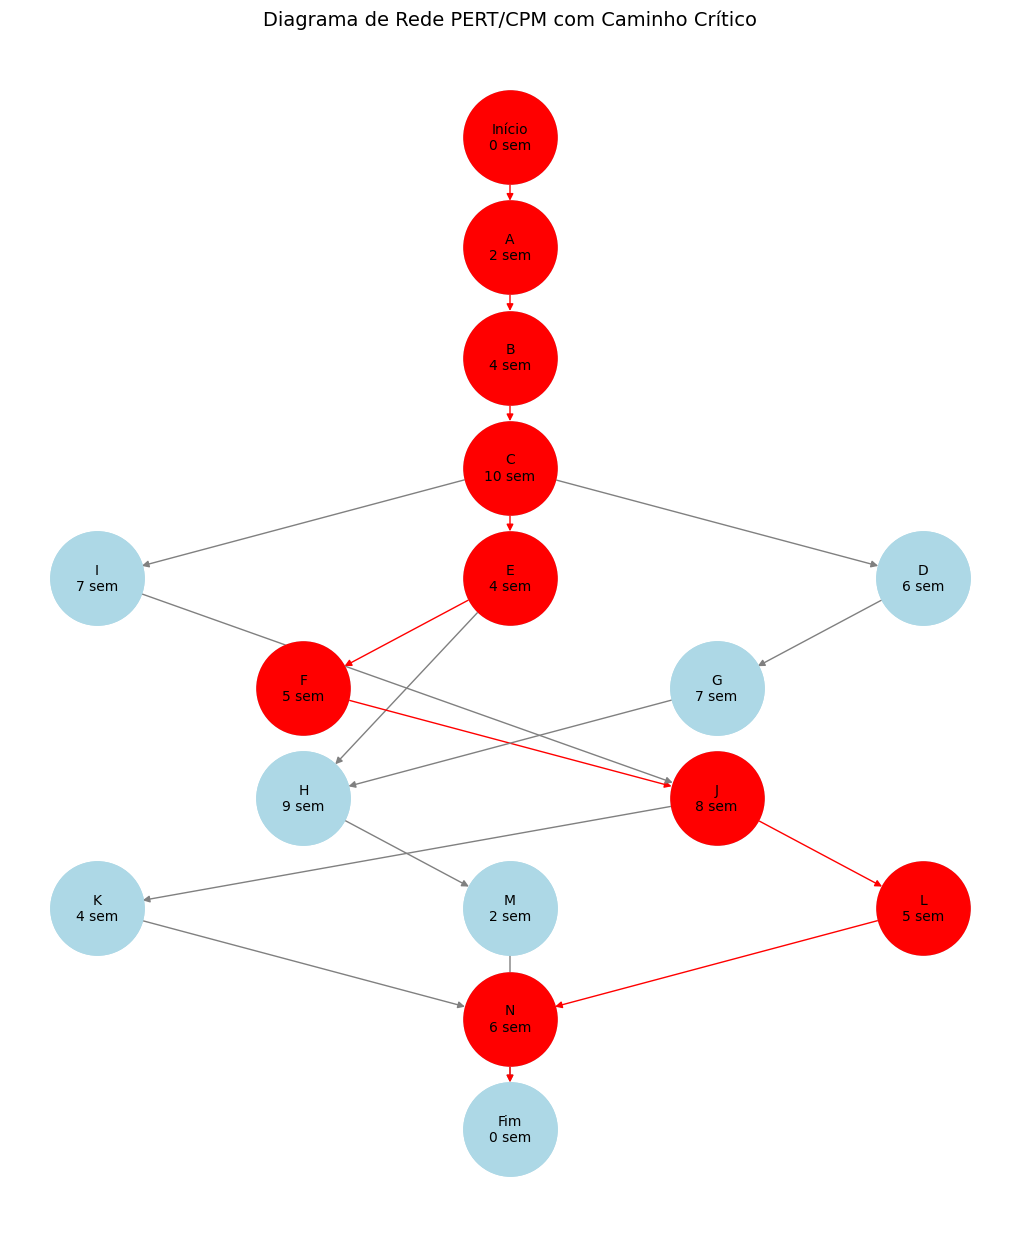 Diagrama de Rede PERT/CPM com Caminho Crítico
Início
0 sem
A
2 sem
B
4 sem
C
10 sem
I
7 sem
E
4 sem
D
6 sem
F
5 sem
G
7 sem
H
9 sem
J
8 sem
K
4 sem
M
2 sem
L
5 sem
N
6 sem
Fim
0 sem